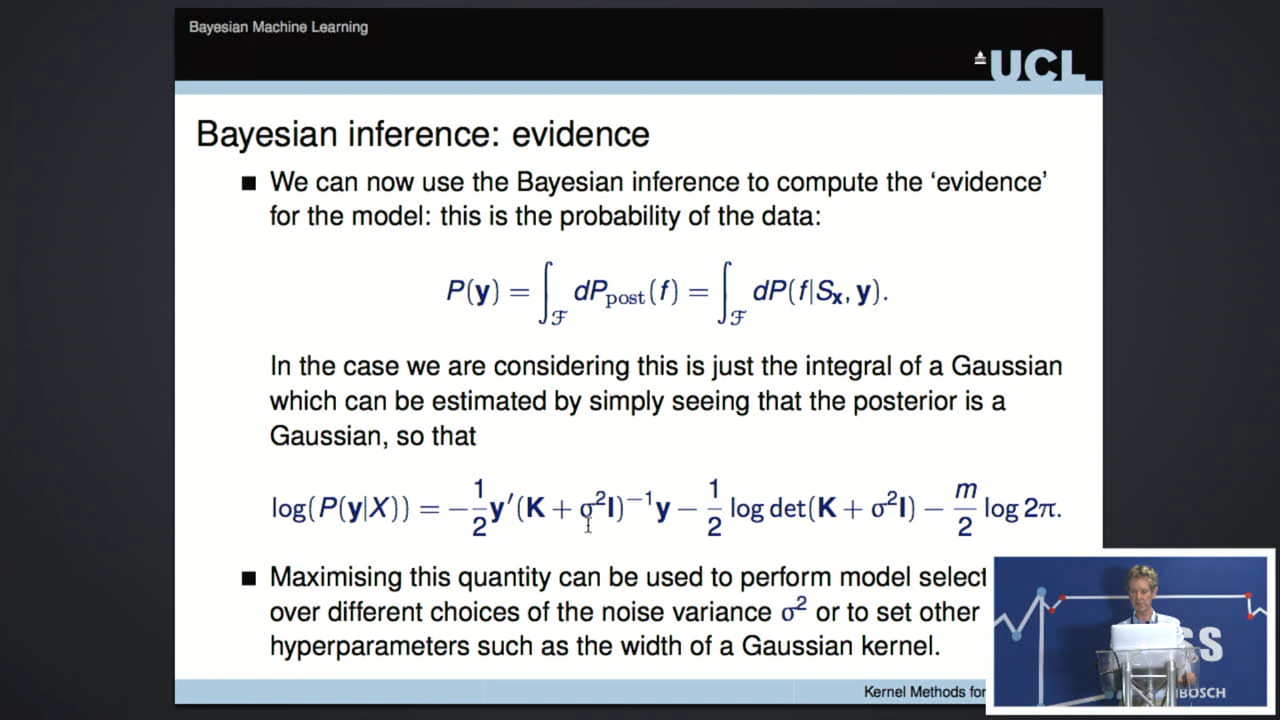 Bayesian Machine Learning
UCL
Bayesian inference: evidence
■ We can now use the Bayesian inference to compute the ‘evidence’
for the model: this is the probability of the data:
P(y) = ∫_ℱ dP_post(f) = ∫_ℱ dP(f|S_x, y).
In the case we are considering this is just the integral of a Gaussian
which can be estimated by simply seeing that the posterior is a
Gaussian, so that
log(P(y|X)) = −1/2 y′(K + σ²I)⁻¹y − 1/2 log det(K + σ²I) − m/2 log 2π.
■ Maximising this quantity can be used to perform model select
over different choices of the noise variance σ² or to set other
hyperparameters such as the width of a Gaussian kernel.
Kernel Methods for
SS
BOSCH